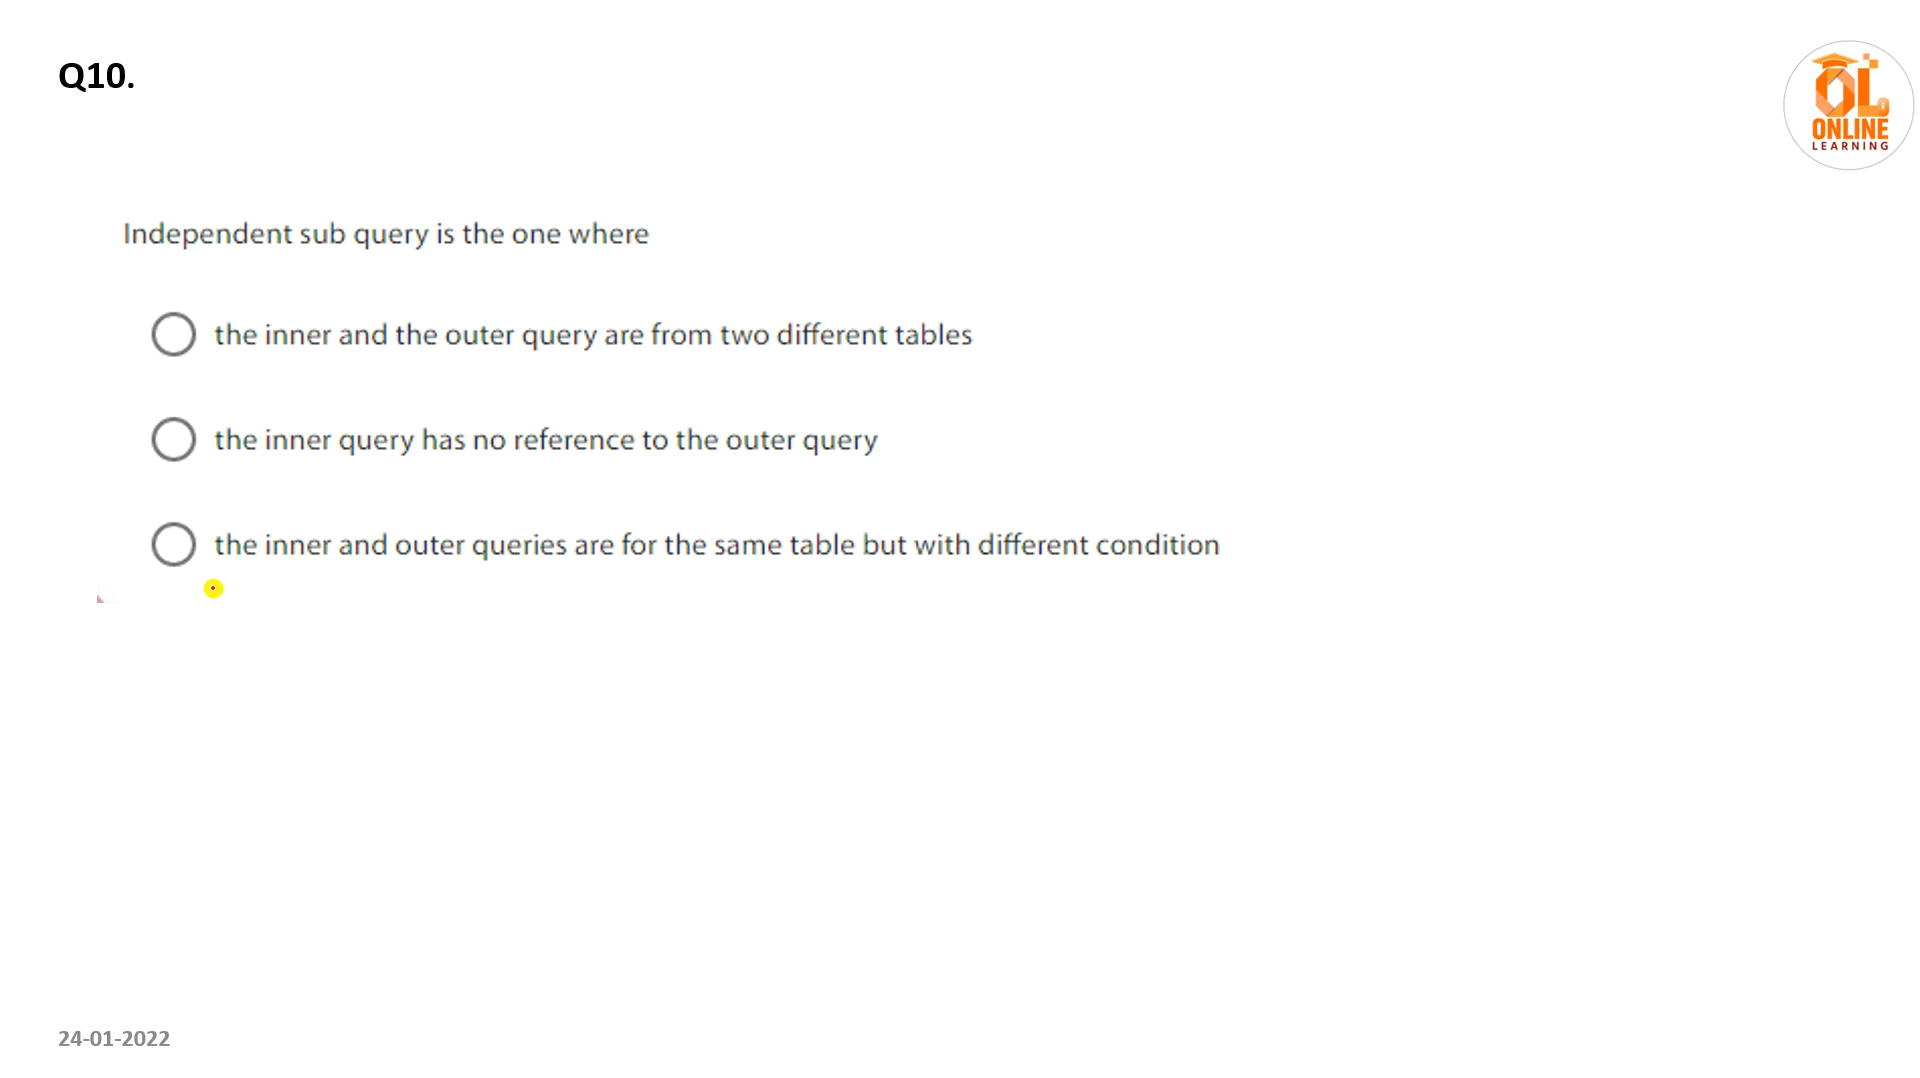 Q10.
OL
ONLINE
LEARNING
Independent sub query is the one where
the inner and the outer query are from two different tables
the inner query has no reference to the outer query
the inner and outer queries are for the same table but with different condition
24-01-2022